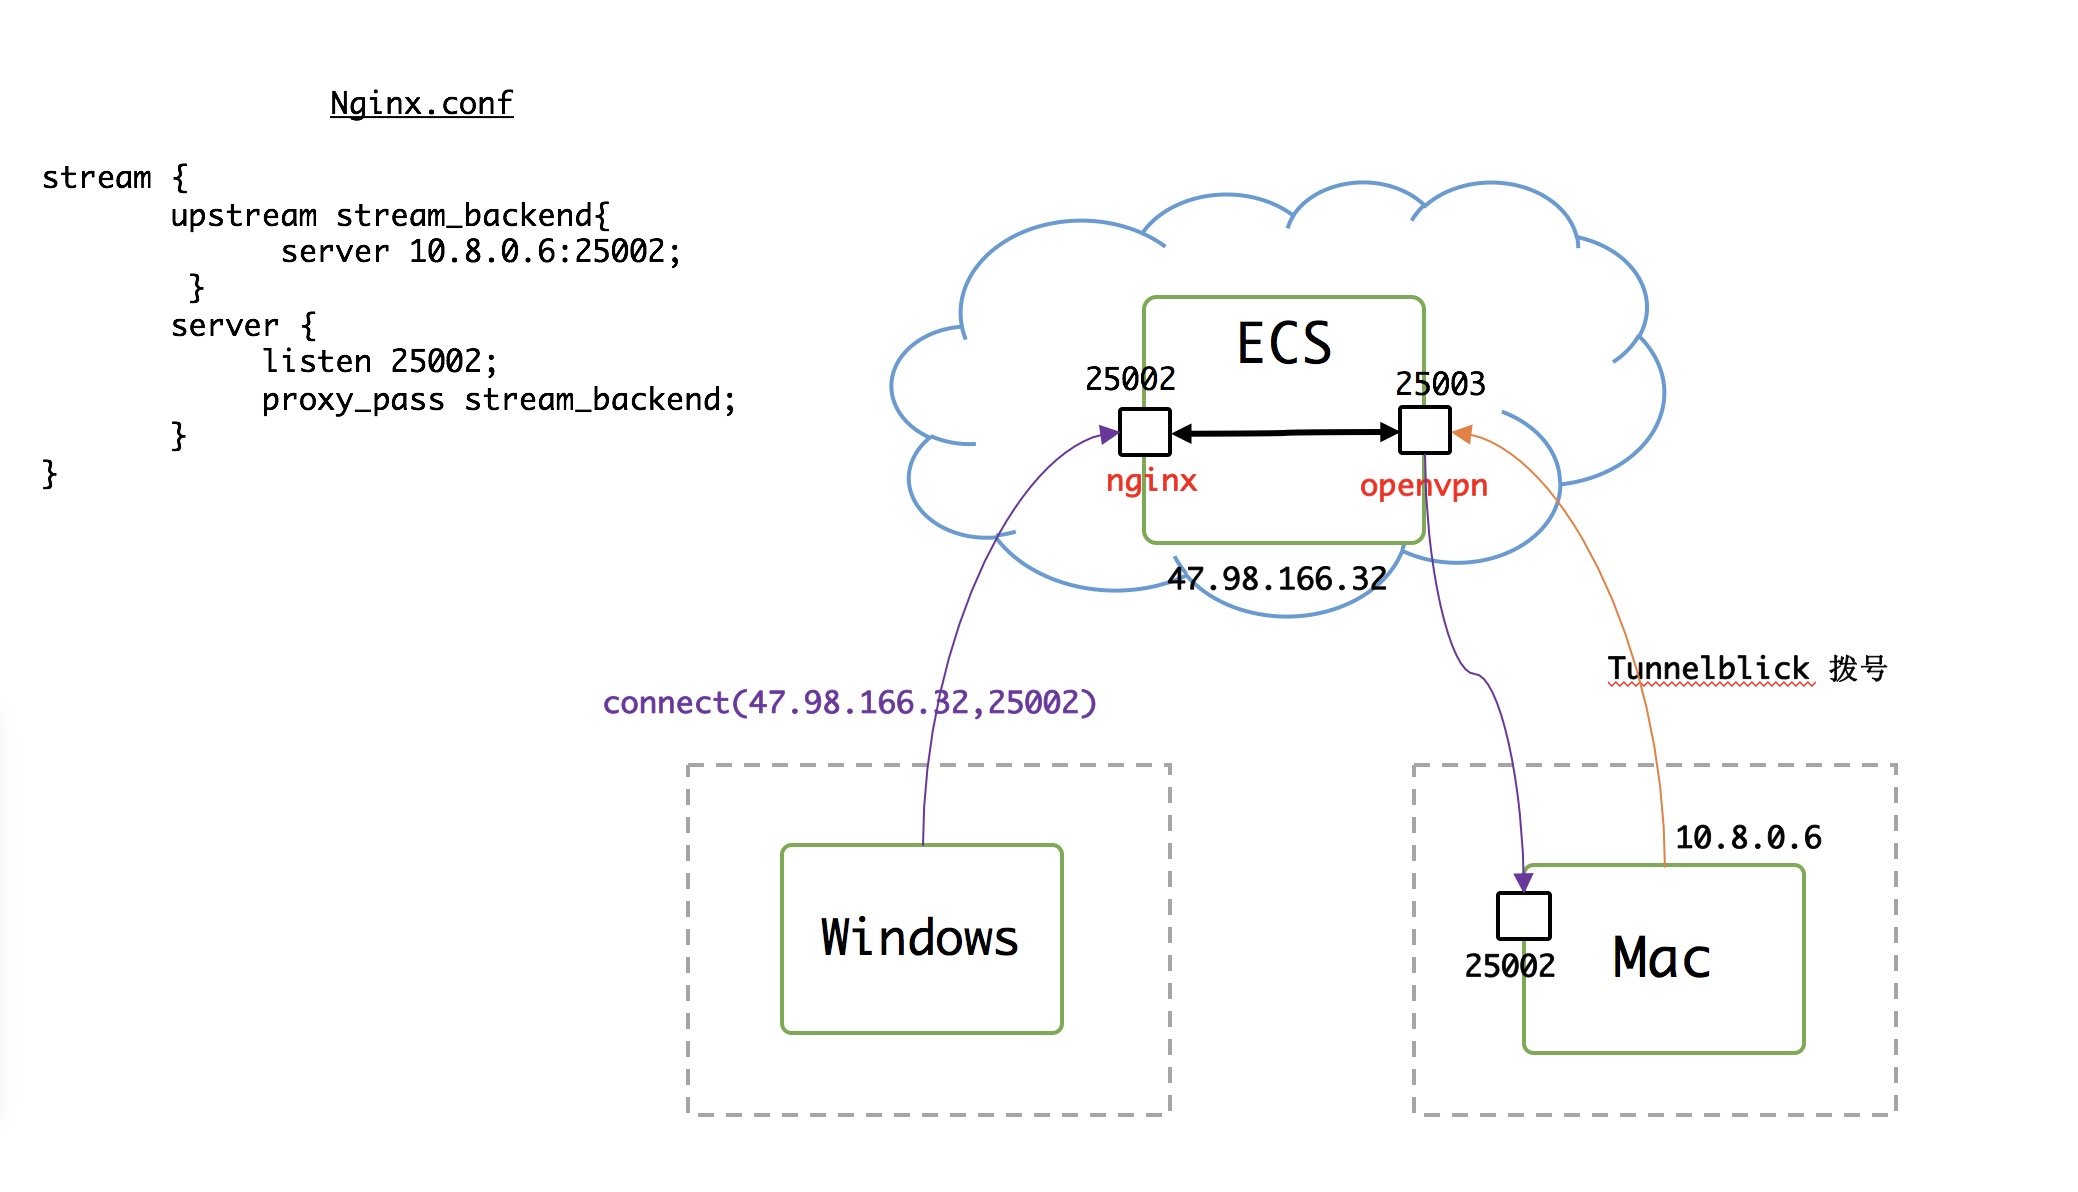 Nginx.conf
stream {
upstream stream_backend{
server 10.8.0.6:25002;
}
server {
listen 25002;
proxy_pass stream_backend;
}
}
ECS
25002
25003
nginx
openvpn
47.98.166.32
Tunnelblick 拨号
connect(47.98.166.32,25002)
10.8.0.6
Windows
Mac
25002